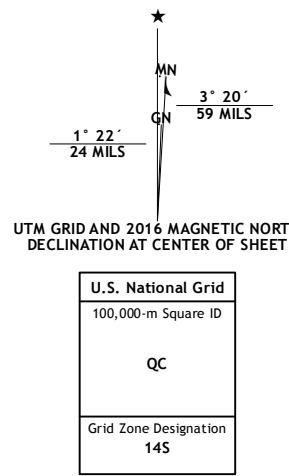 ★
MN
GN
3° 20´
59 MILS
1° 22´
24 MILS
UTM GRID AND 2016 MAGNETIC NORT
DECLINATION AT CENTER OF SHEET
U.S. National Grid
100,000-m Square ID
QC
Grid Zone Designation
14S